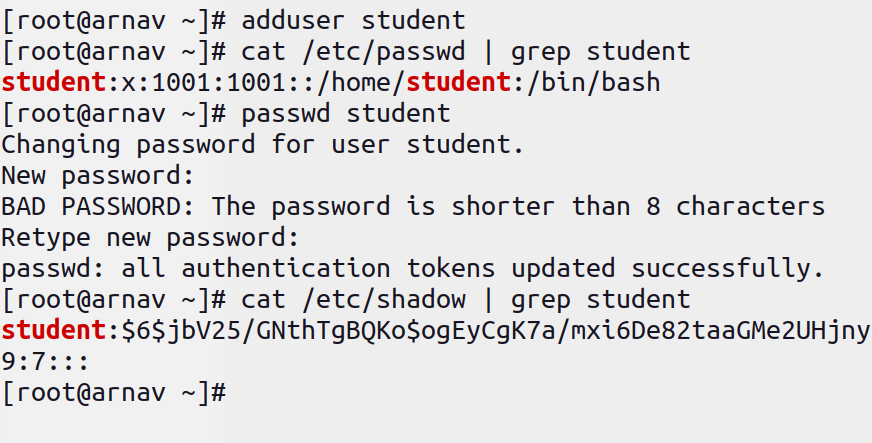 [root@arnav ~]# adduser student
[root@arnav ~]# cat /etc/passwd | grep student
student:x:1001:1001::/home/student:/bin/bash
[root@arnav ~]# passwd student
Changing password for user student.
New password:
BAD PASSWORD: The password is shorter than 8 characters
Retype new password:
passwd: all authentication tokens updated successfully.
[root@arnav ~]# cat /etc/shadow | grep student
student:$6$jbV25/GNthTgBQKo$ogEyCgK7a/mxi6De82taaGMe2UHjny
9:7:::
[root@arnav ~]#